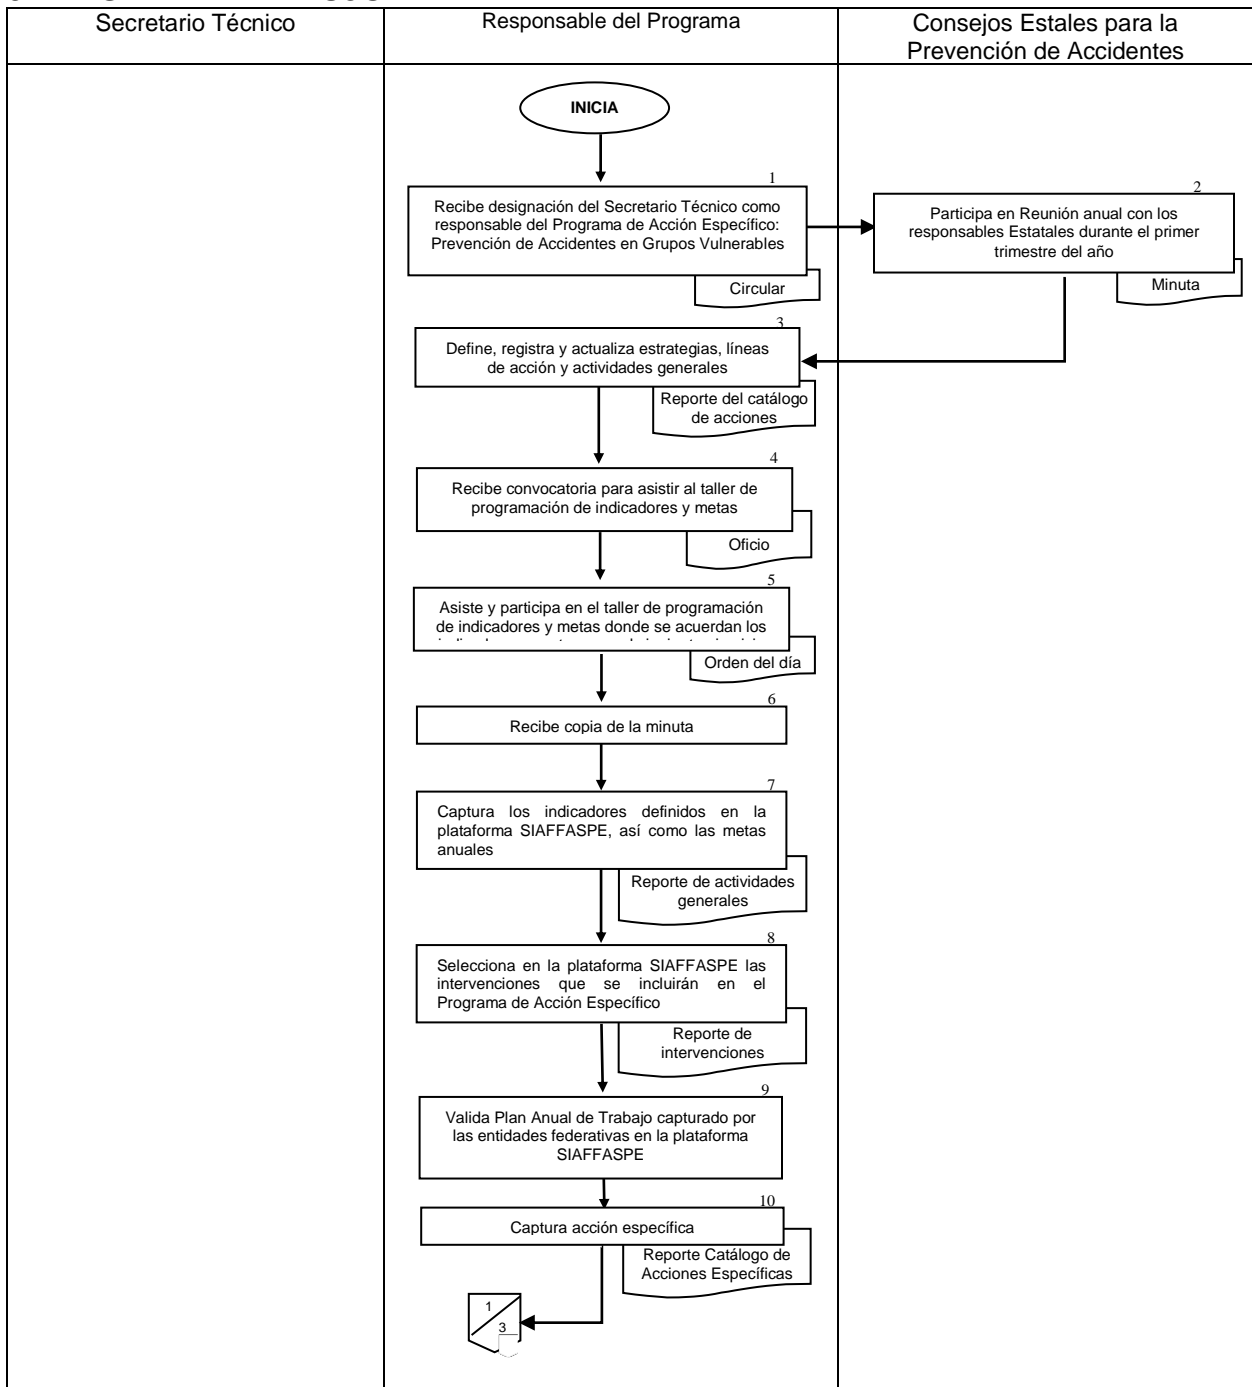 Secretario Técnico
Responsable del Programa
Consejos Estales para la
Prevención de Accidentes
INICIA
1
Recibe designación del Secretario Técnico como
responsable del Programa de Acción Específico:
Prevención de Accidentes en Grupos Vulnerables
Circular
2
Participa en Reunión anual con los
responsables Estatales durante el primer
trimestre del año
Minuta
3
Define, registra y actualiza estrategias, líneas
de acción y actividades generales
Reporte del catálogo
de acciones
4
Recibe convocatoria para asistir al taller de
programación de indicadores y metas
Oficio
5
Asiste y participa en el taller de programación
de indicadores y metas donde se acuerdan los
Orden del día
6
Recibe copia de la minuta
7
Captura los indicadores definidos en la
plataforma SIAFFASPE, así como las metas
anuales
Reporte de actividades
generales
8
Selecciona en la plataforma SIAFFASPE las
intervenciones que se incluirán en el
Programa de Acción Específico
Reporte de
intervenciones
9
Valida Plan Anual de Trabajo capturado por
las entidades federativas en la plataforma
SIAFFASPE
10
Captura acción específica
Reporte Catálogo de
Acciones Específicas
1
3